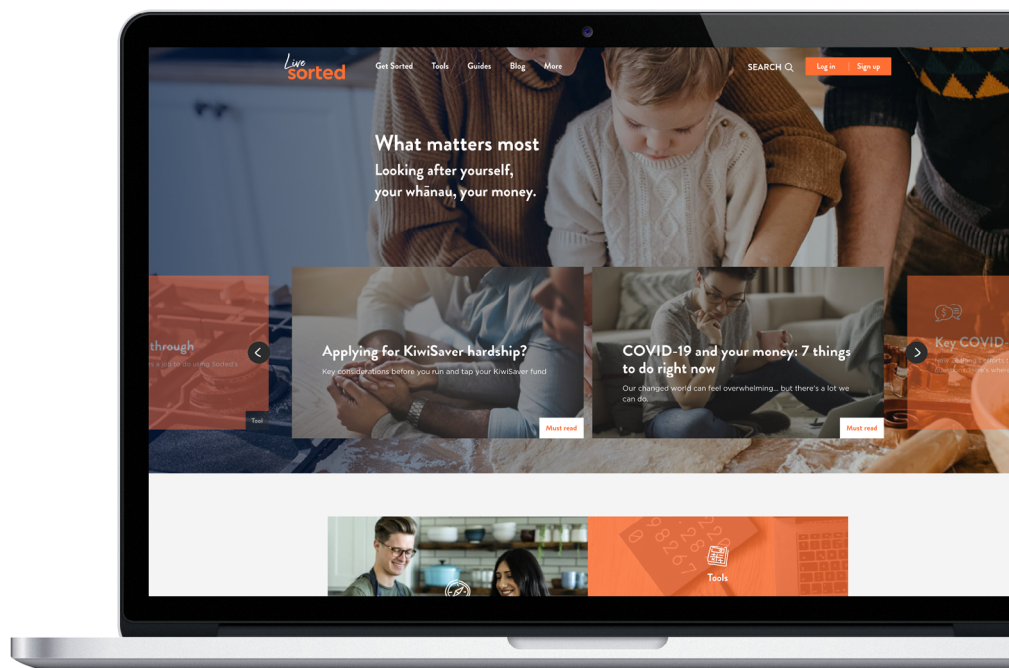 Live
sorted
Get Sorted
Tools
Guides
Blog
More
SEARCH
Log in
Sign up
What matters most
Looking after yourself,
your whānau, your money.
through
Tool
Applying for KiwiSaver hardship?
Key considerations before you run and tap your KiwiSaver fund
Must read
COVID-19 and your money: 7 things
to do right now
Our changed world can feel overwhelming... but there's a lot we
can do.
Must read
Key COVID-
Tools